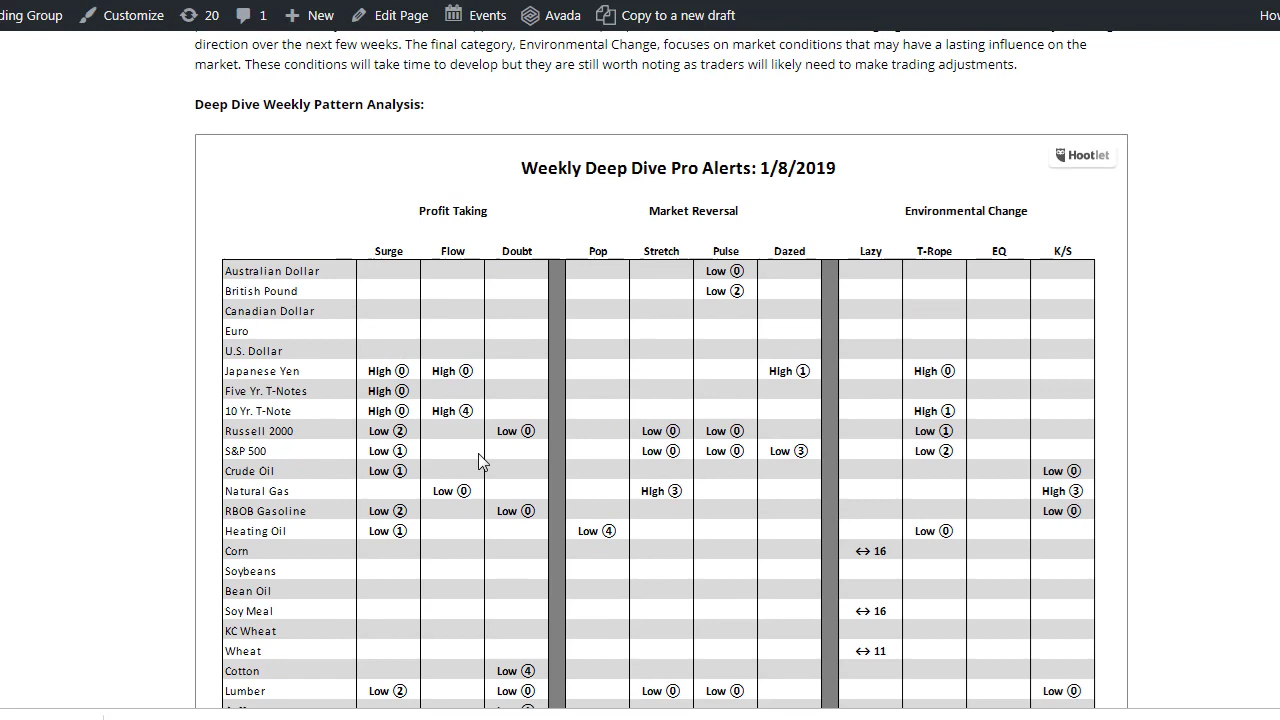 ding Group Customize 20 1 New Edit Page Events Avada Copy to a new draft How
direction over the next few weeks. The final category, Environmental Change, focuses on market conditions that may have a lasting influence on the
market. These conditions will take time to develop but they are still worth noting as traders will likely need to make trading adjustments.
Deep Dive Weekly Pattern Analysis:
Hootlet
Weekly Deep Dive Pro Alerts: 1/8/2019
Profit Taking Market Reversal Environmental Change
Surge Flow Doubt Pop Stretch Pulse Dazed Lazy T-Rope EQ K/S
Australian Dollar Low ⓪
British Pound Low ②
Canadian Dollar
Euro
U.S. Dollar
Japanese Yen High ⓪ High ⓪ High ① High ⓪
Five Yr. T-Notes High ⓪
10 Yr. T-Note High ⓪ High ④ High ①
Russell 2000 Low ② Low ⓪ Low ⓪ Low ⓪ Low ①
S&P 500 Low ① Low ⓪ Low ⓪ Low ③ Low ②
Crude Oil Low ① Low ⓪
Natural Gas Low ⓪ High ③ High ③
RBOB Gasoline Low ② Low ⓪ Low ⓪
Heating Oil Low ① Low ④ Low ⓪
Corn ↔ 16
Soybeans
Bean Oil
Soy Meal ↔ 16
KC Wheat
Wheat ↔ 11
Cotton Low ④
Lumber Low ② Low ⓪ Low ⓪ Low ⓪ Low ⓪